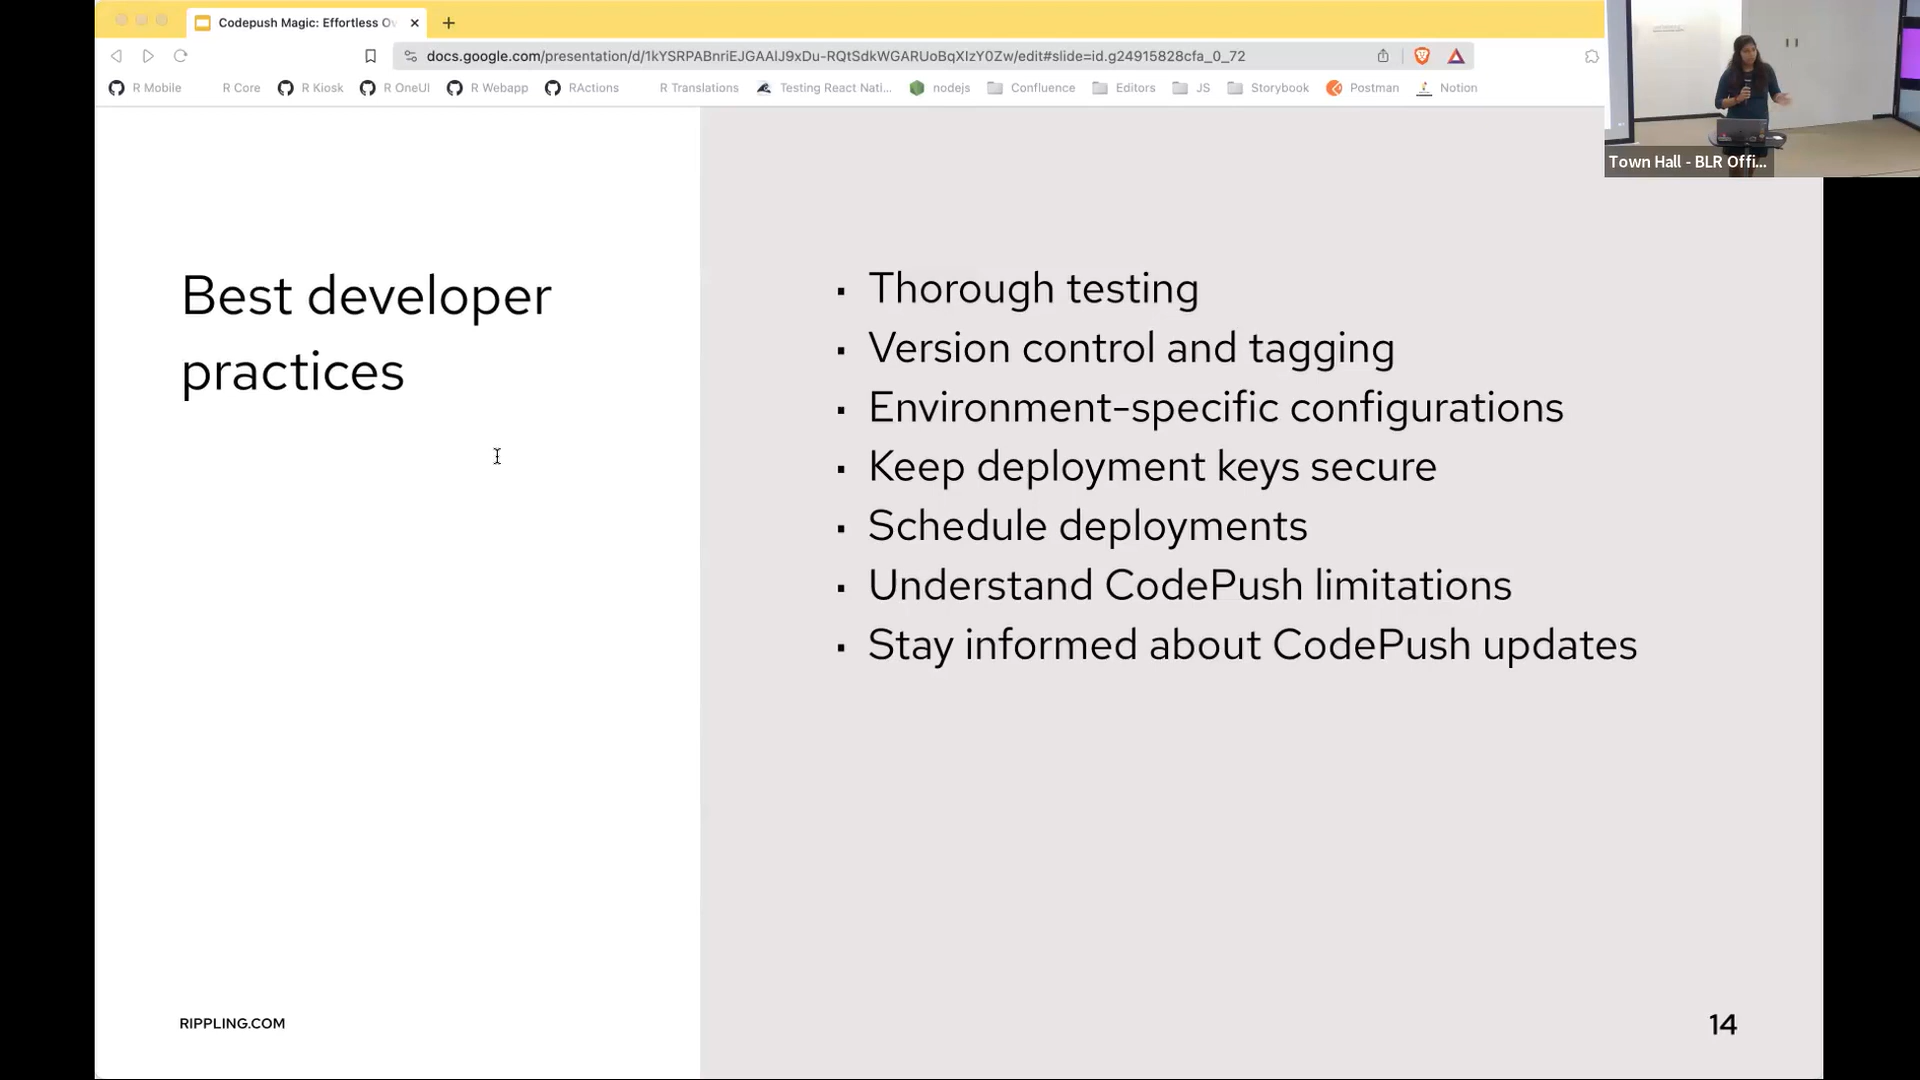 Codepush Magic: Effortless O
docs.google.com/presentation/d/1kYSRPABnriEJGAAlJ9xDu-RQtSdkWGARUoBqXIzY0Zw/edit#slide=id.g24915828cfa_0_72
R Mobile R Core R Kiosk R OneUI R Webapp RActions R Translations Testing React Nati... nodejs Confluence Editors JS Storybook Postman Notion
Town Hall - BLR Offi...
Best developer
practices
▪ Thorough testing
▪ Version control and tagging
▪ Environment-specific configurations
▪ Keep deployment keys secure
▪ Schedule deployments
▪ Understand CodePush limitations
▪ Stay informed about CodePush updates
RIPPLING.COM
14